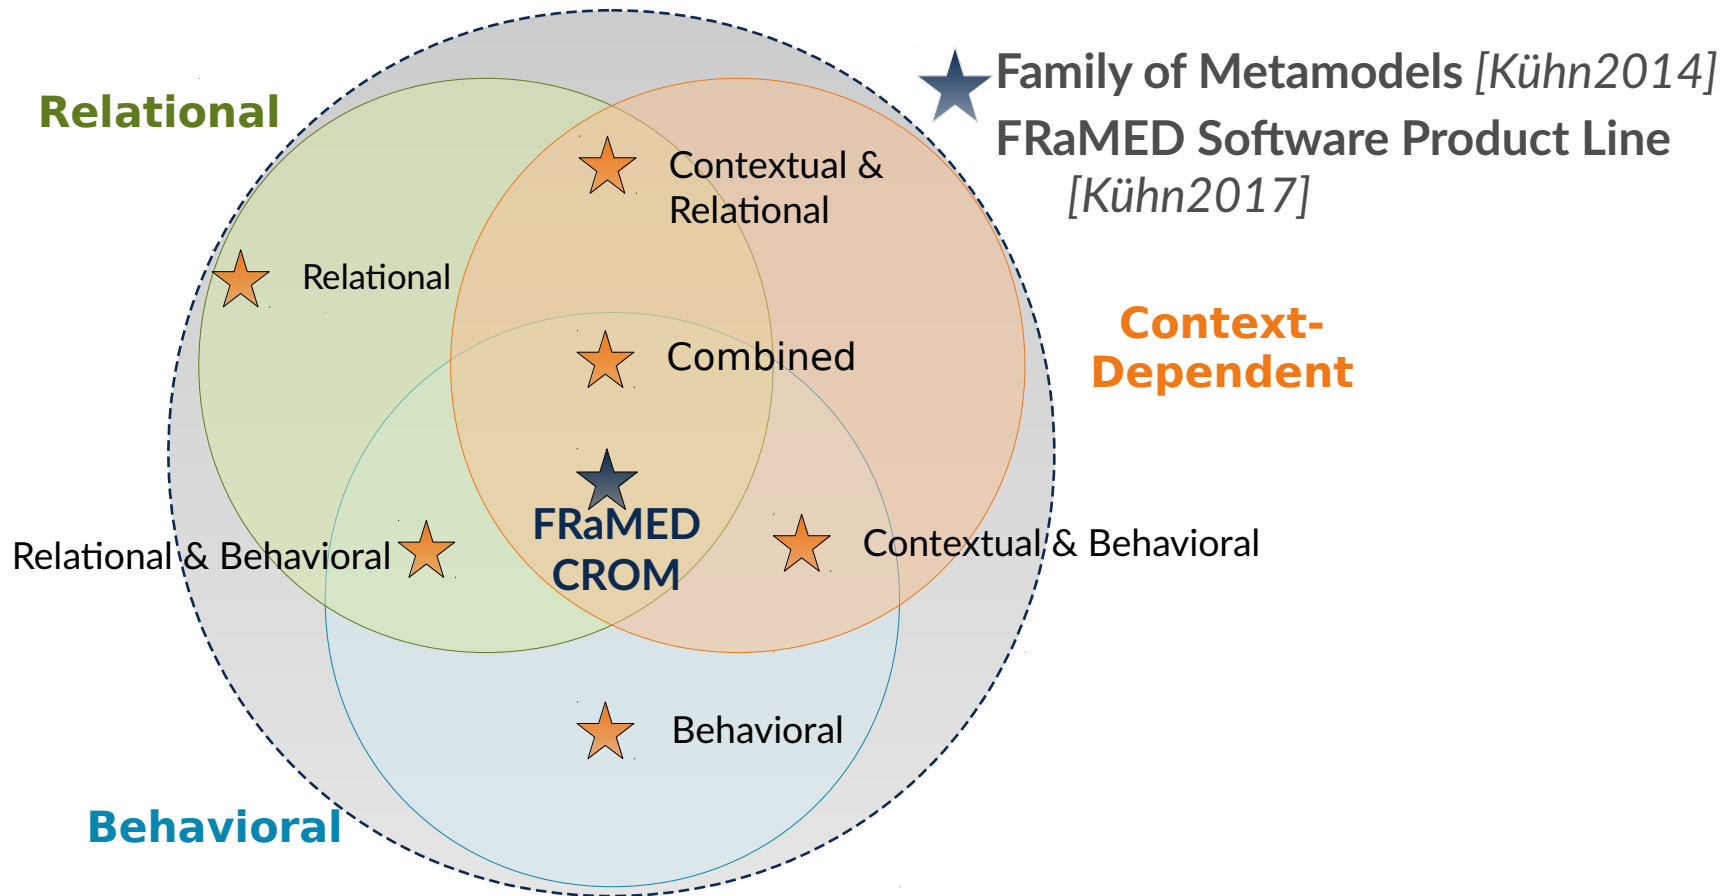 Family of Metamodels [Kühn2014]
Relational
FRaMED Software Product Line
[Kühn2017]
Contextual &
Relational
Relational
Context-
Dependent
Combined
FRaMED
CROM
Relational & Behavioral
Contextual & Behavioral
Behavioral
Behavioral